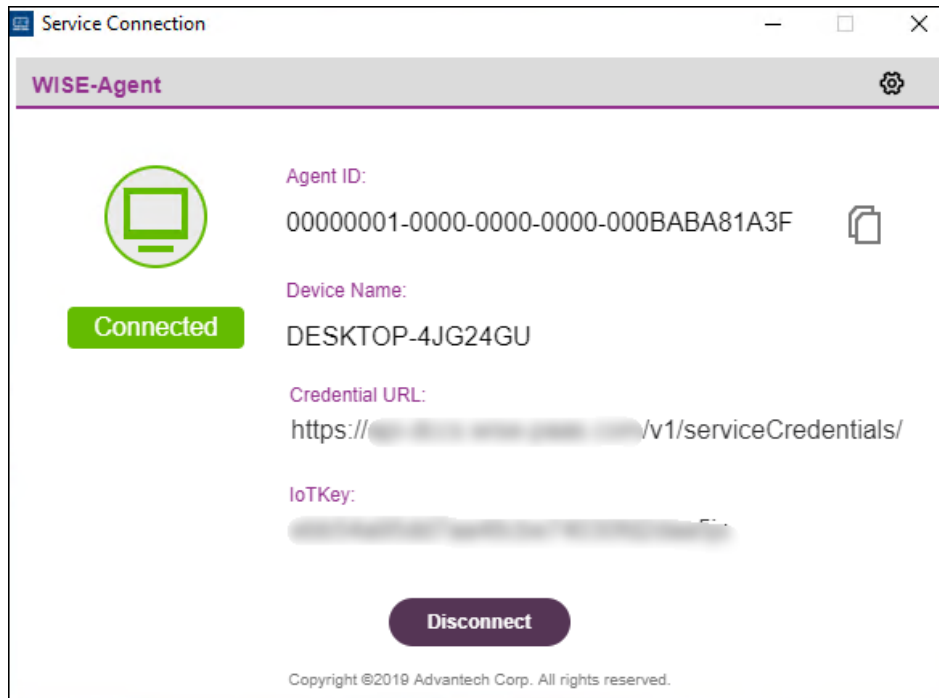 Service Connection
WISE-Agent
Agent ID:
00000001-0000-0000-0000-000BABA81A3F
Device Name:
Connected
DESKTOP-4JG24GU
Credential URL:
https:// /v1/serviceCredentials/
IoTKey:
Disconnect
Copyright ©2019 Advantech Corp. All rights reserved.